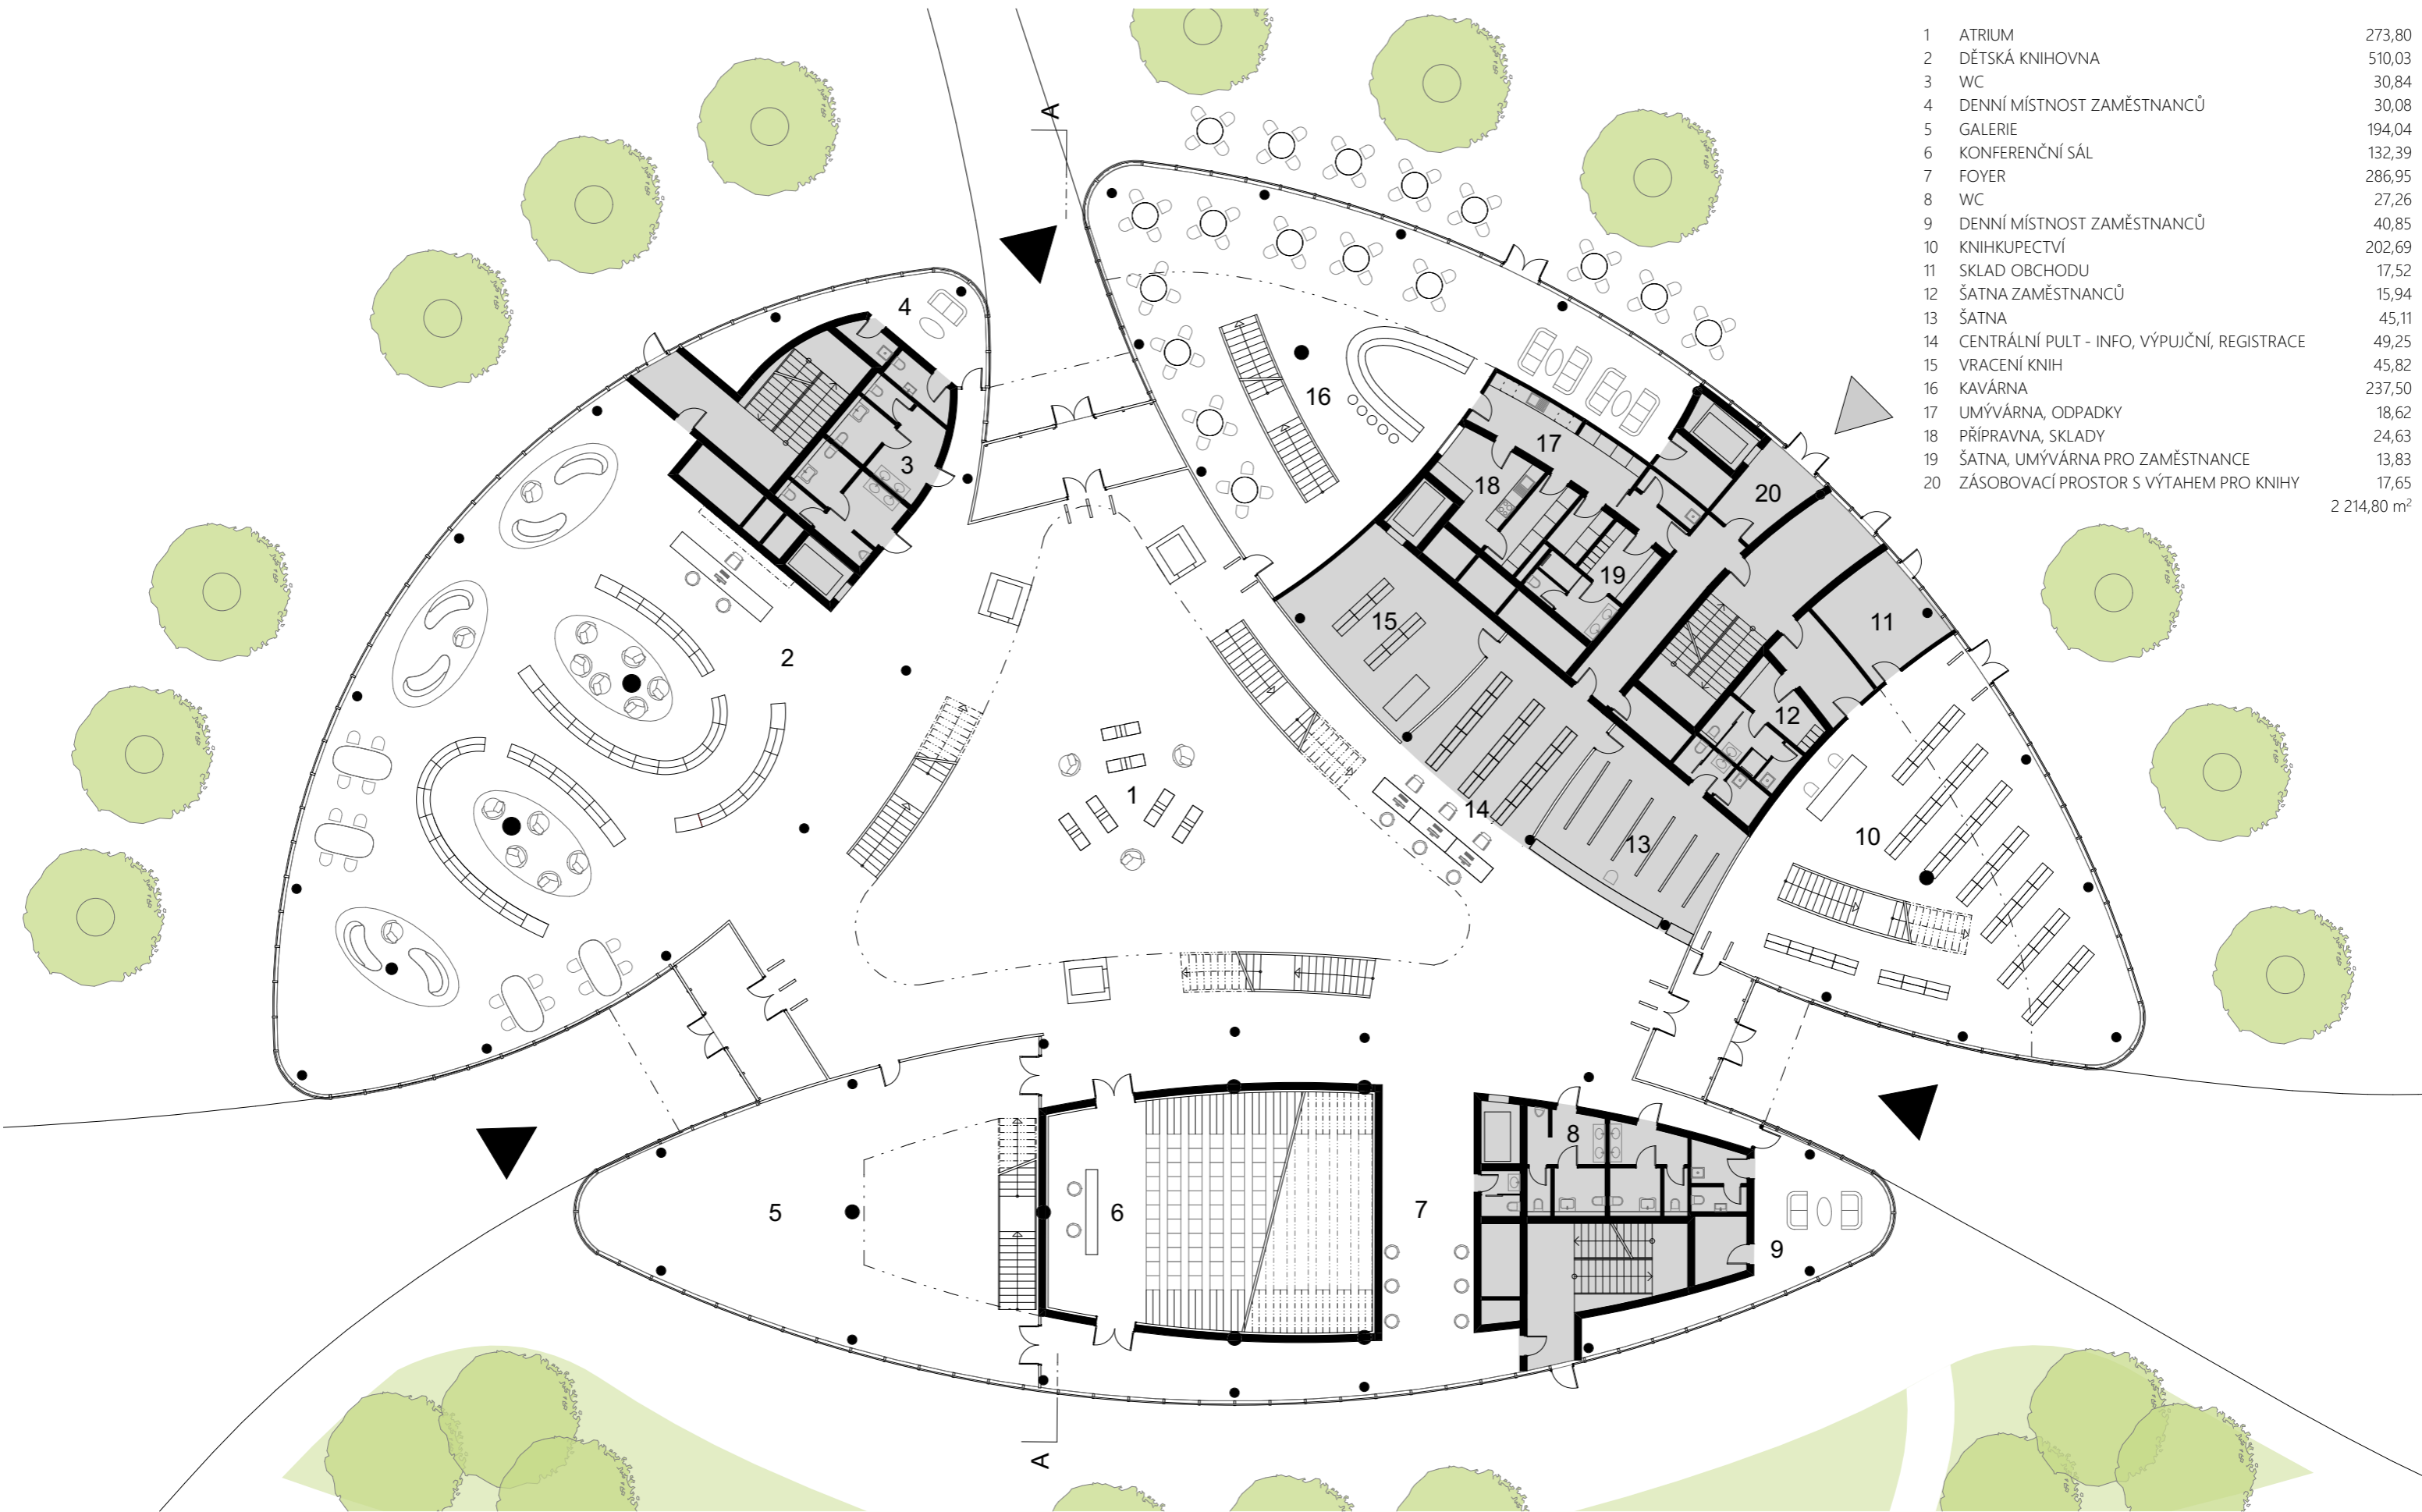 1 ATRIUM 273,80
2 DĚTSKÁ KNIHOVNA 510,03
3 WC 30,84
4 DENNÍ MÍSTNOST ZAMĚSTNANCŮ 30,08
5 GALERIE 194,04
6 KONFERENČNÍ SÁL 132,39
7 FOYER 286,95
8 WC 27,26
9 DENNÍ MÍSTNOST ZAMĚSTNANCŮ 40,85
10 KNIHKUPECTVÍ 202,69
11 SKLAD OBCHODU 17,52
12 ŠATNA ZAMĚSTNANCŮ 15,94
13 ŠATNA 45,11
14 CENTRÁLNÍ PULT - INFO, VÝPUJČNÍ, REGISTRACE 49,25
15 VRACENÍ KNIH 45,82
16 KAVÁRNA 237,50
17 UMÝVÁRNA, ODPADKY 18,62
18 PŘÍPRAVNA, SKLADY 24,63
19 ŠATNA, UMÝVÁRNA PRO ZAMĚSTNANCE 13,83
20 ZÁSOBOVACÍ PROSTOR S VÝTAHEM PRO KNIHY 17,65
2 214,80 m²
A
4
16
17
3
18
20
19
15
11
2
12
1
14
13
10
8
5
6
7
9
A